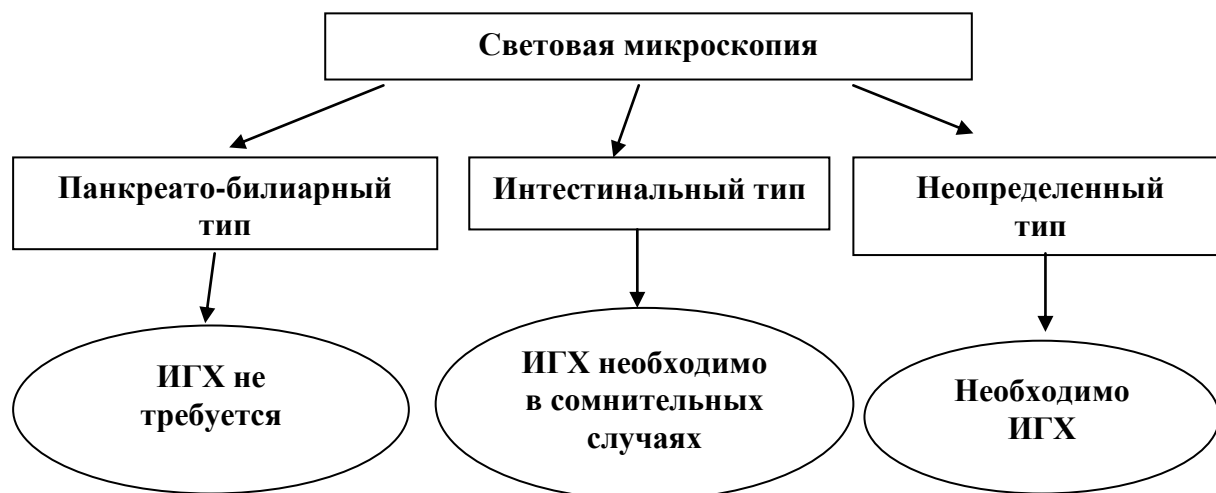 Световая микроскопия
Панкреато-билиарный
тип
Интестинальный тип
Неопределенный
тип
ИГХ не
требуется
ИГХ необходимо
в сомнительных
случаях
Необходимо
ИГХ